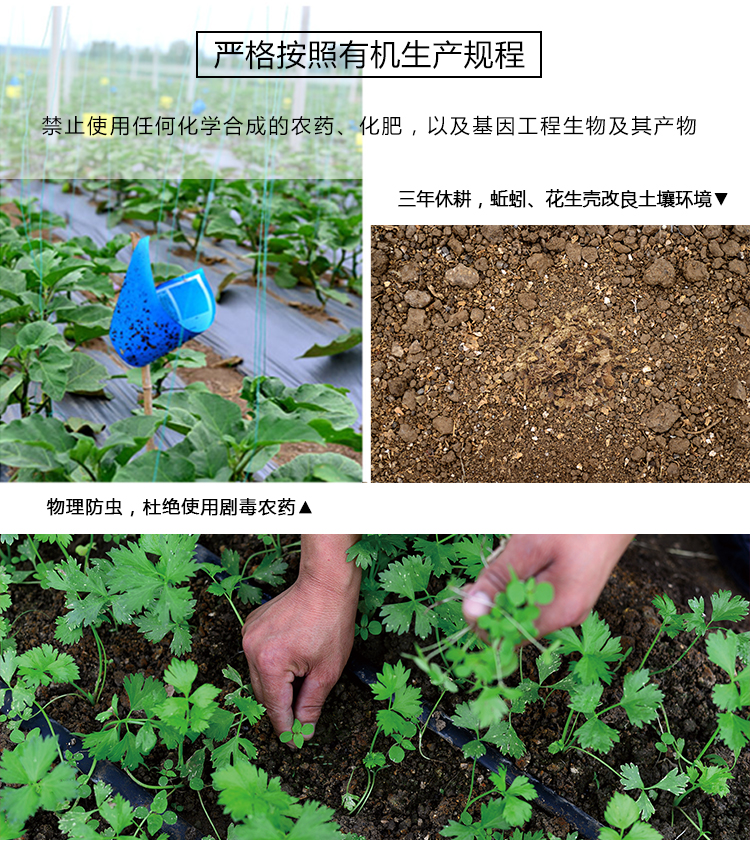 严格按照有机生产规程
禁止使用任何化学合成的农药、化肥，以及基因工程生物及其产物
三年休耕，蚯蚓、花生壳改良土壤环境▼
物理防虫，杜绝使用剧毒农药▲